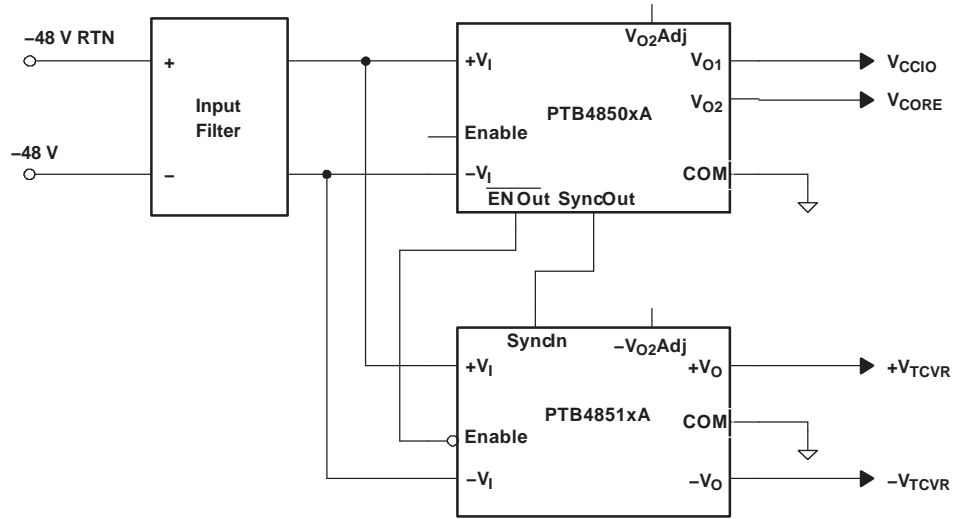 –48 V RTN
+
Input
Filter
–48 V
–
VO2Adj
+VI
VO1
VCCIO
VO2
VCORE
PTB4850xA
Enable
–VI
COM
EN Out SyncOut
SyncIn
–VO2Adj
+VI
+VO
+VTCVR
PTB4851xA
COM
Enable
–VI
–VO
–VTCVR